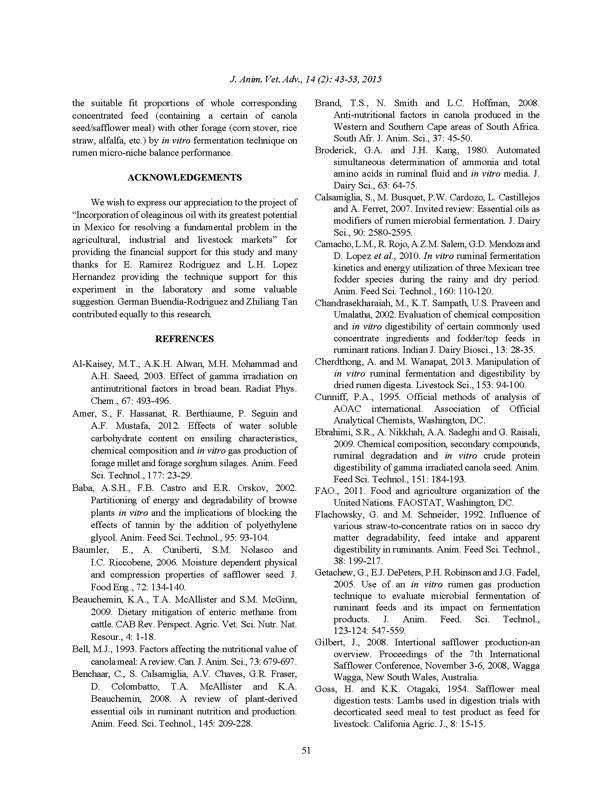 J. Anim. Vet. Adv., 14 (2): 43-53, 2015
the suitable fit proportions of whole corresponding
concentrated feed (containing a certain of canola
seed/safflower meal) with other forage (corn stover, rice
straw, alfalfa, etc.) by in vitro fermentation technique on
rumen micro-niche balance performance.
ACKNOWLEDGEMENTS
We wish to express our appreciation to the project of
“Incorporation of oleaginous oil with its greatest potential
in Mexico for resolving a fundamental problem in the
agricultural, industrial and livestock markets” for
providing the financial support for this study and many
thanks for E. Ramirez Rodriguez and L.H. Lopez
Hernandez providing the technique support for this
experiment in the laboratory and some valuable
suggestion. German Buendia-Rodriguez and Zhiliang Tan
contributed equally to this research.
REFRENCES
Al-Kaisey, M.T., A.K.H. Alwan, M.H. Mohammad and
A.H. Saeed, 2003. Effect of gamma irradiation on
antinutritional factors in broad bean. Radiat Phys.
Chem., 67: 493-496.
Amer, S., F. Hassanat, R. Berthiaume, P. Seguin and
A.F. Mustafa, 2012. Effects of water soluble
carbohydrate content on ensiling characteristics,
chemical composition and in vitro gas production of
forage millet and forage sorghum silages. Anim. Feed
Sci. Technol., 177: 23-29.
Baba, A.S.H., F.B. Castro and E.R. Orskov, 2002.
Partitioning of energy and degradability of browse
plants in vitro and the implications of blocking the
effects of tannin by the addition of polyethylene
glycol. Anim. Feed Sci. Technol., 95: 93-104.
Baumler, E., A. Cuniberti, S.M. Nolasco and
I.C. Riccobene, 2006. Moisture dependent physical
and compression properties of safflower seed. J.
Food Eng., 72: 134-140.
Beauchemin, K.A., T.A. McAllister and S.M. McGinn,
2009. Dietary mitigation of enteric methane from
cattle. CAB Rev. Perspect. Agric. Vet. Sci. Nutr. Nat.
Resour., 4: 1-18.
Bell, M.J., 1993. Factors affecting the nutritional value of
canola meal: A review. Can. J. Anim. Sci., 73: 679-697.
Benchaar, C., S. Calsamiglia, A.V. Chaves, G.R. Fraser,
D. Colombatto, T.A. McAllister and K.A.
Beauchemin, 2008. A review of plant-derived
essential oils in ruminant nutrition and production.
Anim. Feed. Sci. Technol., 145: 209-228.
Brand, T.S., N. Smith and L.C. Hoffman, 2008.
Anti-nutritional factors in canola produced in the
Western and Southern Cape areas of South Africa.
South Afr. J. Anim. Sci., 37: 45-50.
Broderick, G.A. and J.H. Kang, 1980. Automated
simultaneous determination of ammonia and total
amino acids in ruminal fluid and in vitro media. J.
Dairy Sci., 63: 64-75.
Calsamiglia, S., M. Busquet, P.W. Cardozo, L. Castillejos
and A. Ferret, 2007. Invited review: Essential oils as
modifiers of rumen microbial fermentation. J. Dairy
Sci., 90: 2580-2595.
Camacho, L.M., R. Rojo, A.Z.M. Salem, G.D. Mendoza and
D. Lopez et al., 2010. In vitro ruminal fermentation
kinetics and energy utilization of three Mexican tree
fodder species during the rainy and dry period.
Anim. Feed Sci. Technol., 160: 110-120.
Chandrasekharaiah, M., K.T. Sampath, U.S. Praveen and
Umalatha, 2002. Evaluation of chemical composition
and in vitro digestibility of certain commonly used
concentrate ingredients and fodder/top feeds in
ruminant rations. Indian J. Dairy Biosci., 13: 28-35.
Cherdthong, A. and M. Wanapat, 2013. Manipulation of
in vitro ruminal fermentation and digestibility by
dried rumen digesta. Livestock Sci., 153: 94-100.
Cunniff, P.A., 1995. Official methods of analysis of
AOAC international. Association of Official
Analytical Chemists, Washington, DC.
Ebrahimi, S.R., A. Nikkhah, A.A. Sadeghi and G. Raisali,
2009. Chemical composition, secondary compounds,
ruminal degradation and in vitro crude protein
digestibility of gamma irradiated canola seed. Anim.
Feed Sci. Technol., 151: 184-193.
FAO., 2011. Food and agriculture organization of the
United Nations. FAOSTAT, Washington, DC.
Flachowsky, G. and M. Schneider, 1992. Influence of
various straw-to-concentrate ratios on in sacco dry
matter degradability, feed intake and apparent
digestibility in ruminants. Anim. Feed Sci. Technol.,
38: 199-217.
Getachew, G., E.J. DePeters, P.H. Robinson and J.G. Fadel,
2005. Use of an in vitro rumen gas production
technique to evaluate microbial fermentation of
ruminant feeds and its impact on fermentation
products. J. Anim. Feed. Sci. Technol.,
123-124: 547-559.
Gilbert, J., 2008. Intertional safflower production-an
overview. Proceedings of the 7th International
Safflower Conference, November 3-6, 2008, Wagga
Wagga, New South Wales, Australia.
Goss, H. and K.K. Otagaki, 1954. Safflower meal
digestion tests: Lambs used in digestion trials with
decorticated seed meal to test product as feed for
livestock. Califonia Agric. J., 8: 15-15.
51